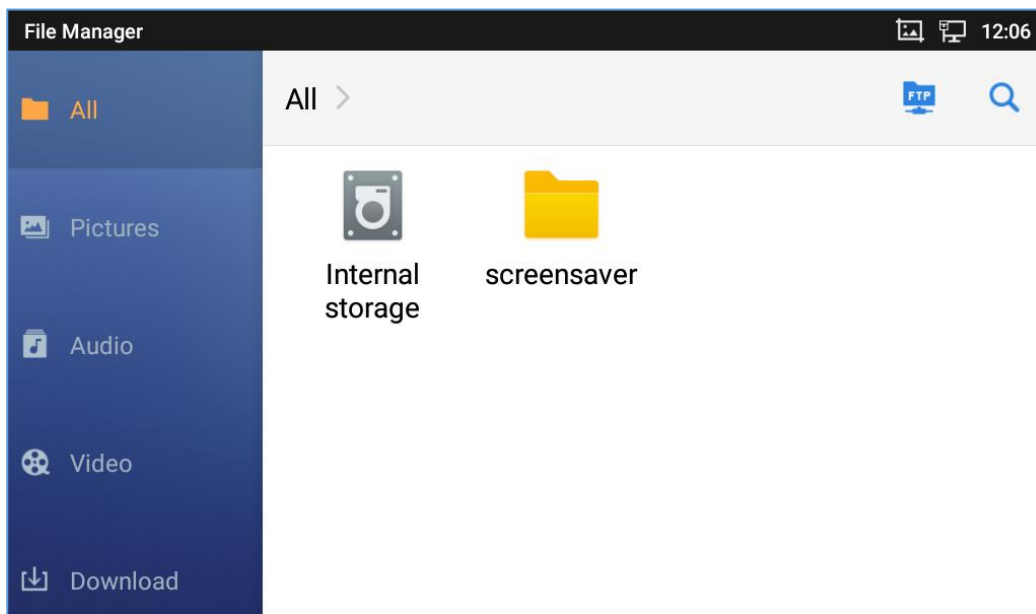 File Manager
12:06
All
All
FTP
Pictures
Internal
storage
screensaver
Audio
Video
Download